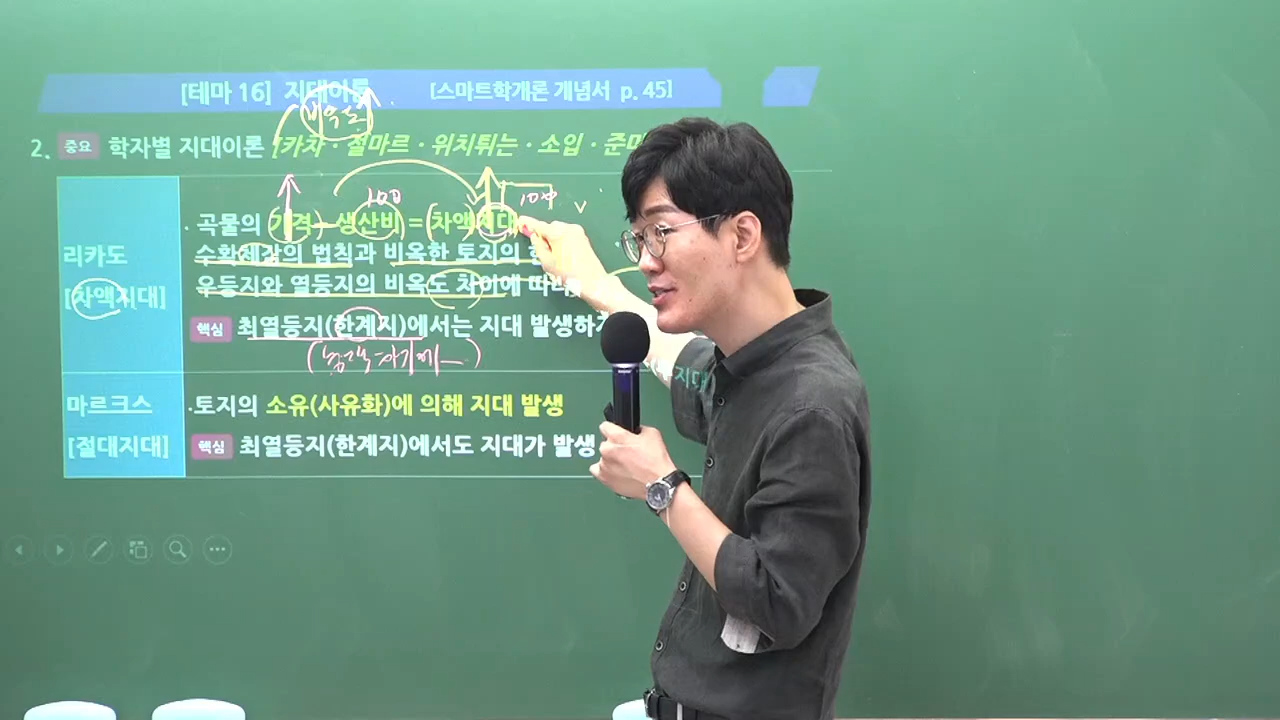 [테마 16] 지대이론 [스마트학개론 개념서 p. 45]
비옥도
2. 중요 학자별 지대이론 [카차 · 절마르 · 위치튀는 · 소입 · 준마
100 100
곡물의 가격 - 생산비 = 차액지대
리카도 수확체감의 법칙과 비옥한 토지의
[차액지대] 우등지와 열등지의 비옥도 차이에 따
핵심 최열등지(한계지)에서는 지대 발생하
지대
마르크스 토지의 소유(사유화)에 의해 지대 발생
[절대지대] 핵심 최열등지(한계지)에서도 지대가 발생